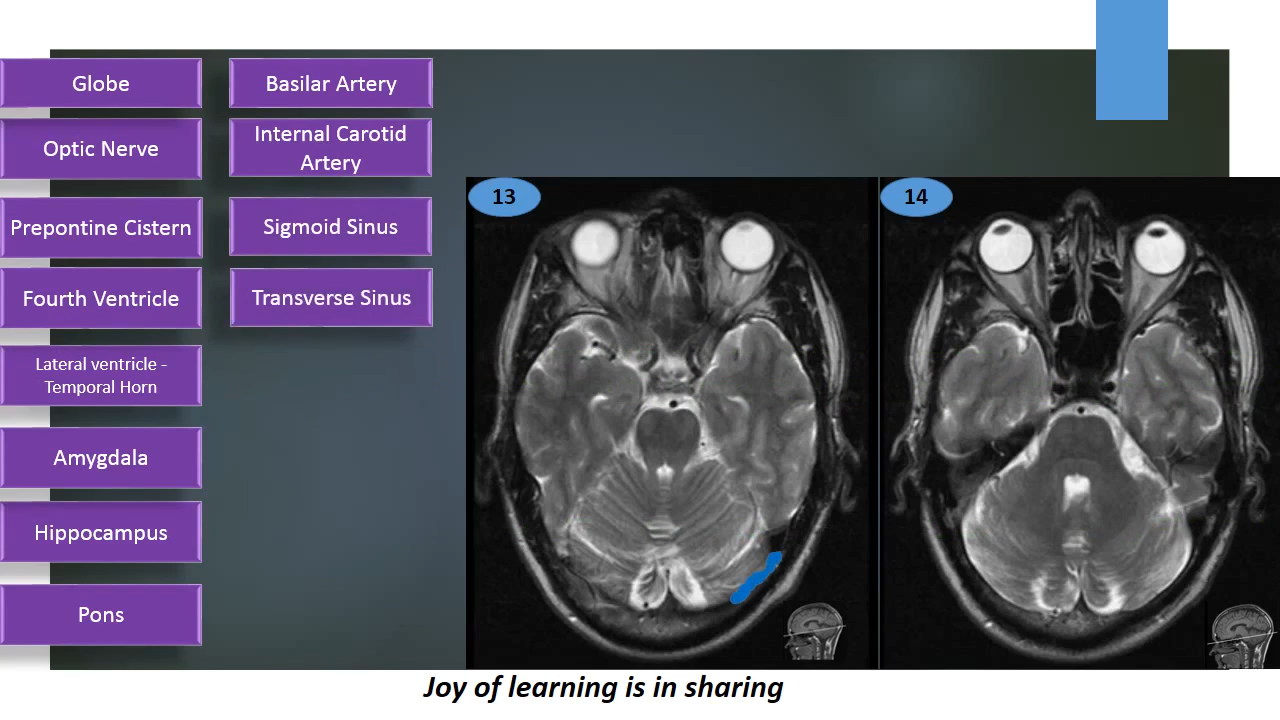 Globe
Optic Nerve
Prepontine Cistern
Fourth Ventricle
Lateral ventricle -
Temporal Horn
Amygdala
Hippocampus
Pons
Basilar Artery
Internal Carotid
Artery
Sigmoid Sinus
Transverse Sinus
13
14
Joy of learning is in sharing